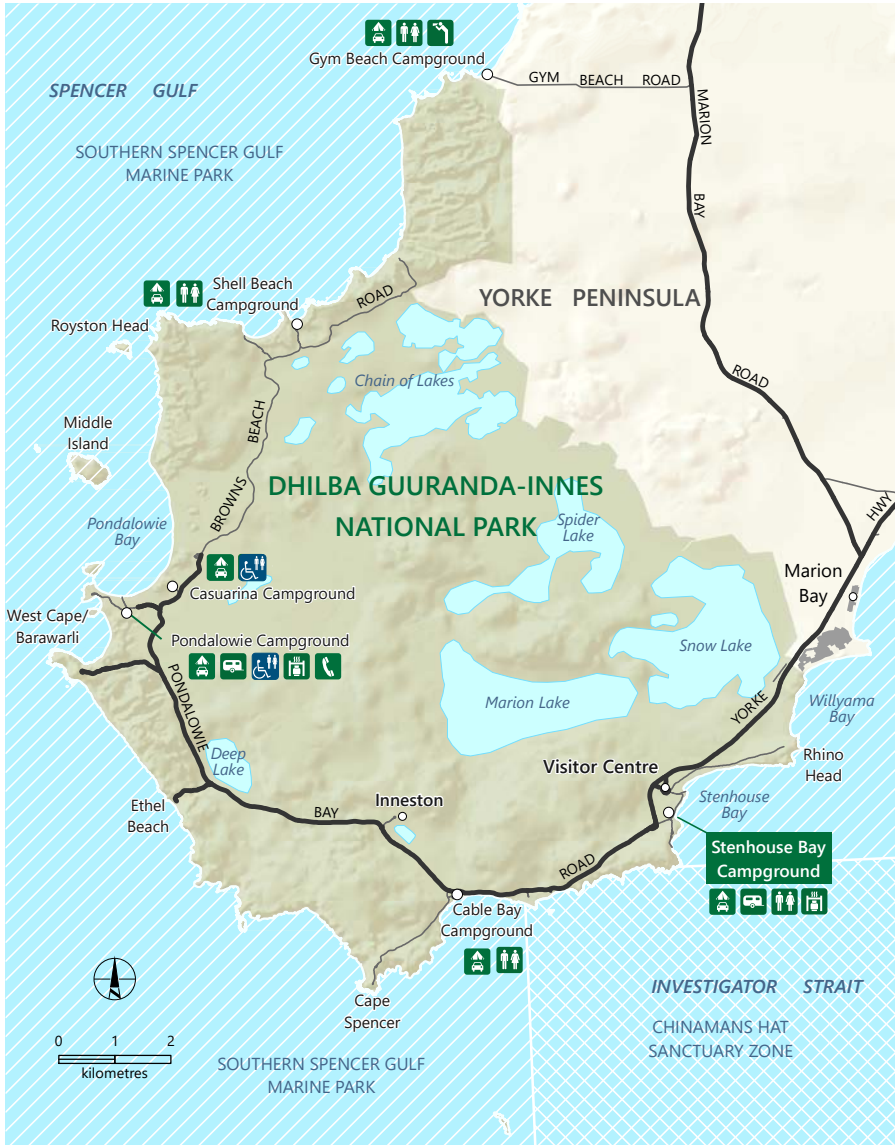 Gym Beach Campground
SPENCER GULF
GYM BEACH ROAD
MARION
BAY
ROAD
SOUTHERN SPENCER GULF
MARINE PARK
Shell Beach
Campground
ROAD
YORKE PENINSULA
Royston Head
Chain of Lakes
Middle
Island
BEACH
BROWNS
DHILBA GUURANDA-INNES
NATIONAL PARK
HWY
Spider
Lake
Pondalowie
Bay
Marion
Bay
Casuarina Campground
West Cape/
Barawarli
Pondalowie Campground
Snow Lake
PONDALOWIE
Marion Lake
YORKE
Willyama
Bay
Deep
Lake
Visitor Centre
Rhino
Head
Ethel
Beach
BAY
Inneston
Stenhouse
Bay
ROAD
Stenhouse Bay
Campground
Cable Bay
Campground
Cape
Spencer
INVESTIGATOR STRAIT
CHINAMANS HAT
SANCTUARY ZONE
0 1 2
kilometres
SOUTHERN SPENCER GULF
MARINE PARK